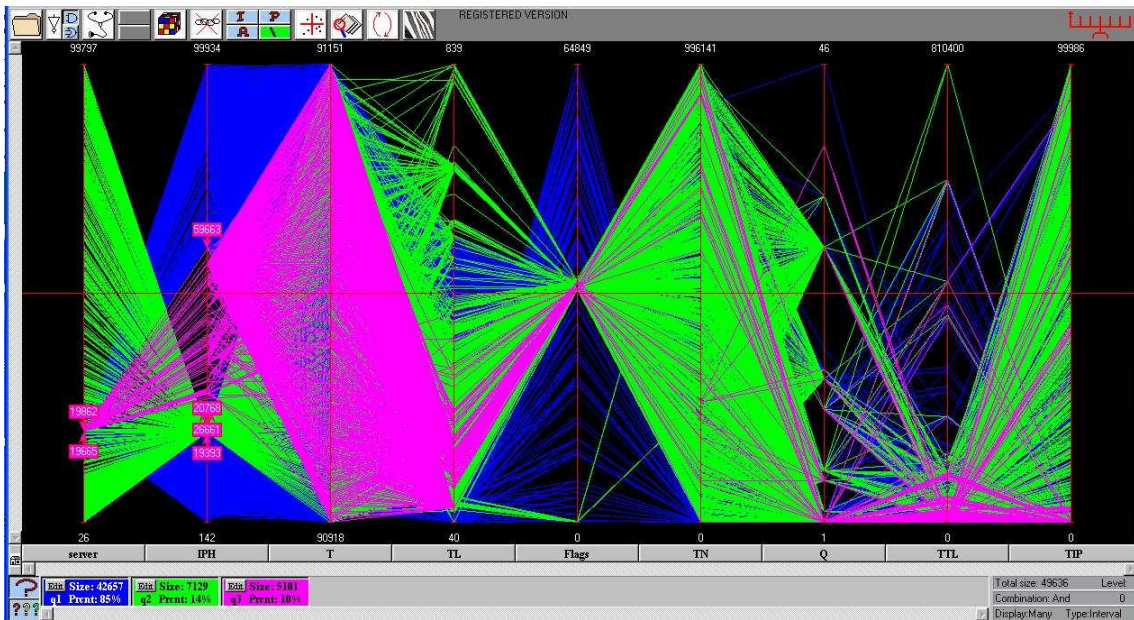 REGISTERED VERSION
I P
A \
99797 99934 91151 839 64849 996141 46 810400 99986
59663
19862
20768
26661
19665
19393
26 142 90918 40 0 0 1 0 0
server IPH T TL Flags TN Q TTL TIP
Edit Size: 42657 Edit Size: 7129 Edit Size: 5101
q1 Prcnt: 85% q2 Prcnt: 14% q3 Prcnt: 10%
?
???
Total size: 49636 Level:
Combination: And 0
Display:Many Type:Interval